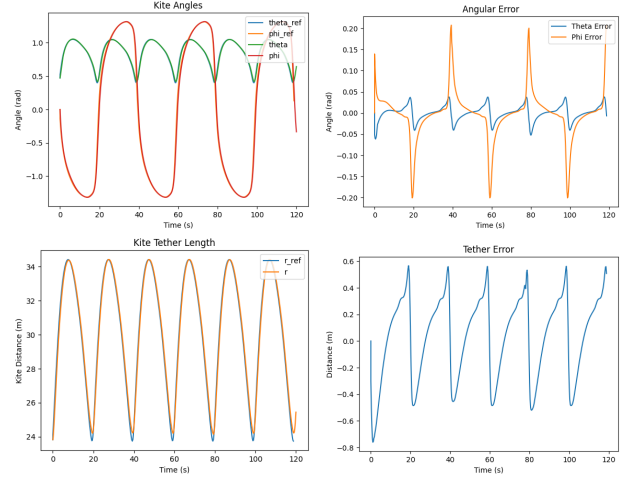 Kite Angles
theta_ref
phi_ref
theta
phi
Angle (rad)
1.0
0.5
0.0
−0.5
−1.0
0 20 40 60 80 100 120
Time (s)
Angular Error
Theta Error
Phi Error
Angle (rad)
0.20
0.15
0.10
0.05
0.00
−0.05
−0.10
−0.15
−0.20
0 20 40 60 80 100 120
Time (s)
Kite Tether Length
r_ref
r
Kite Distance (m)
34
32
30
28
26
24
0 20 40 60 80 100 120
Time (s)
Tether Error
Distance (m)
0.6
0.4
0.2
0.0
−0.2
−0.4
−0.6
−0.8
0 20 40 60 80 100 120
Time (s)